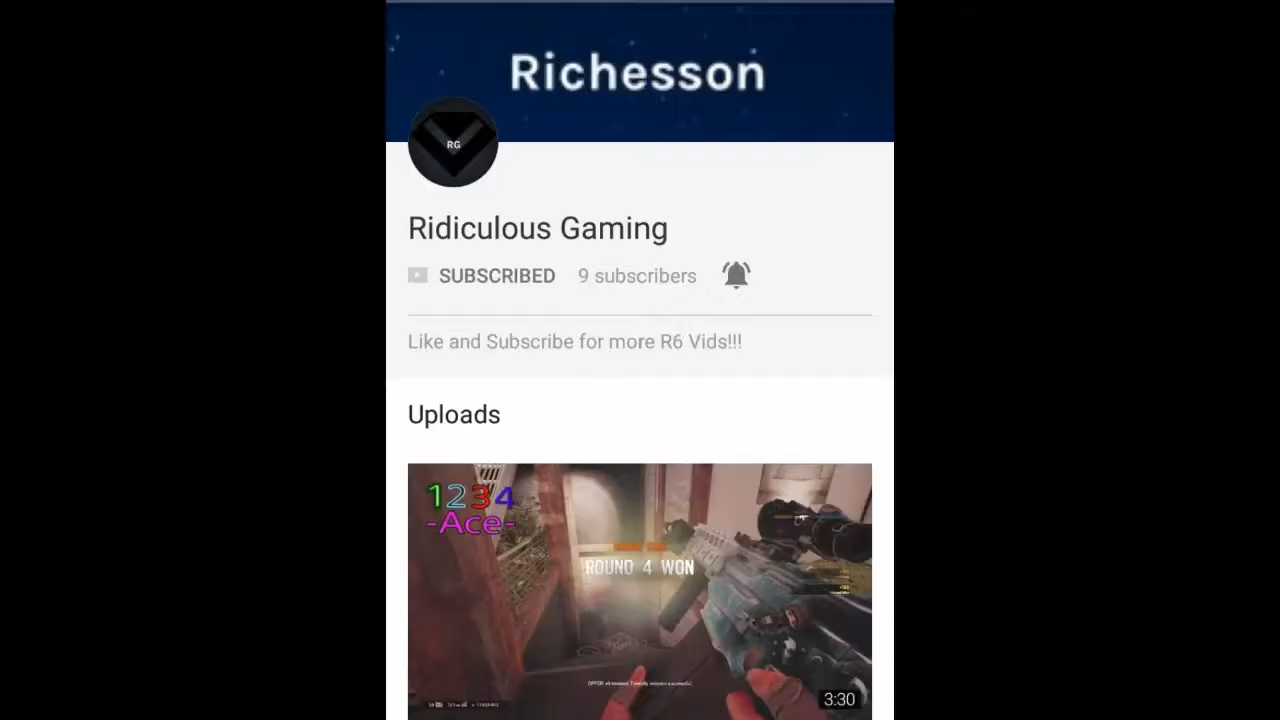 Richesson
RG
Ridiculous Gaming
SUBSCRIBED 9 subscribers
Like and Subscribe for more R6 Vids!!!
Uploads
1234
-Ace-
ROUND 4 WON
3:30